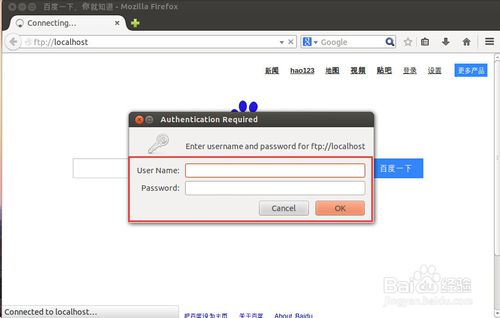 百度一下，你就知道 - Mozilla Firefox
Connecting...
ftp://localhost
Google
新闻 hao123 地图 视频 贴吧 登录 设置 更多产品
Authentication Required
Enter username and password for ftp://localhost
User Name:
百度一下
Password:
Cancel OK
Baidu 经验
jingyan.baidu.com
Connected to localhost...
把百度设为主页 关于百度 About Baidu